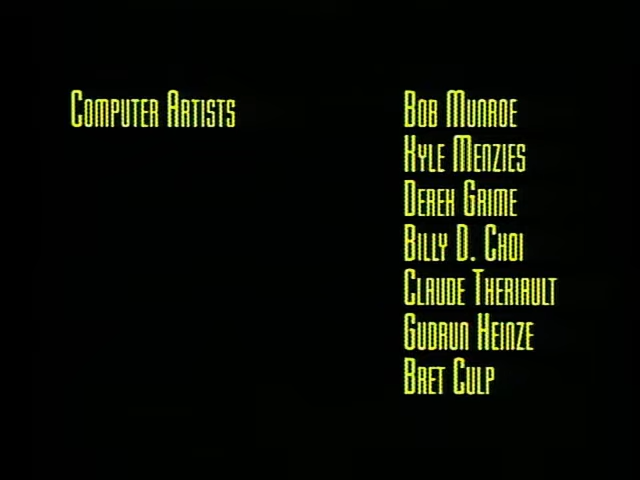 Computer Artists
Bob Munroe
Kyle Menzies
Derek Grime
Billy D. Choi
Claude Theriault
Gudrun Heinze
Bret Culp